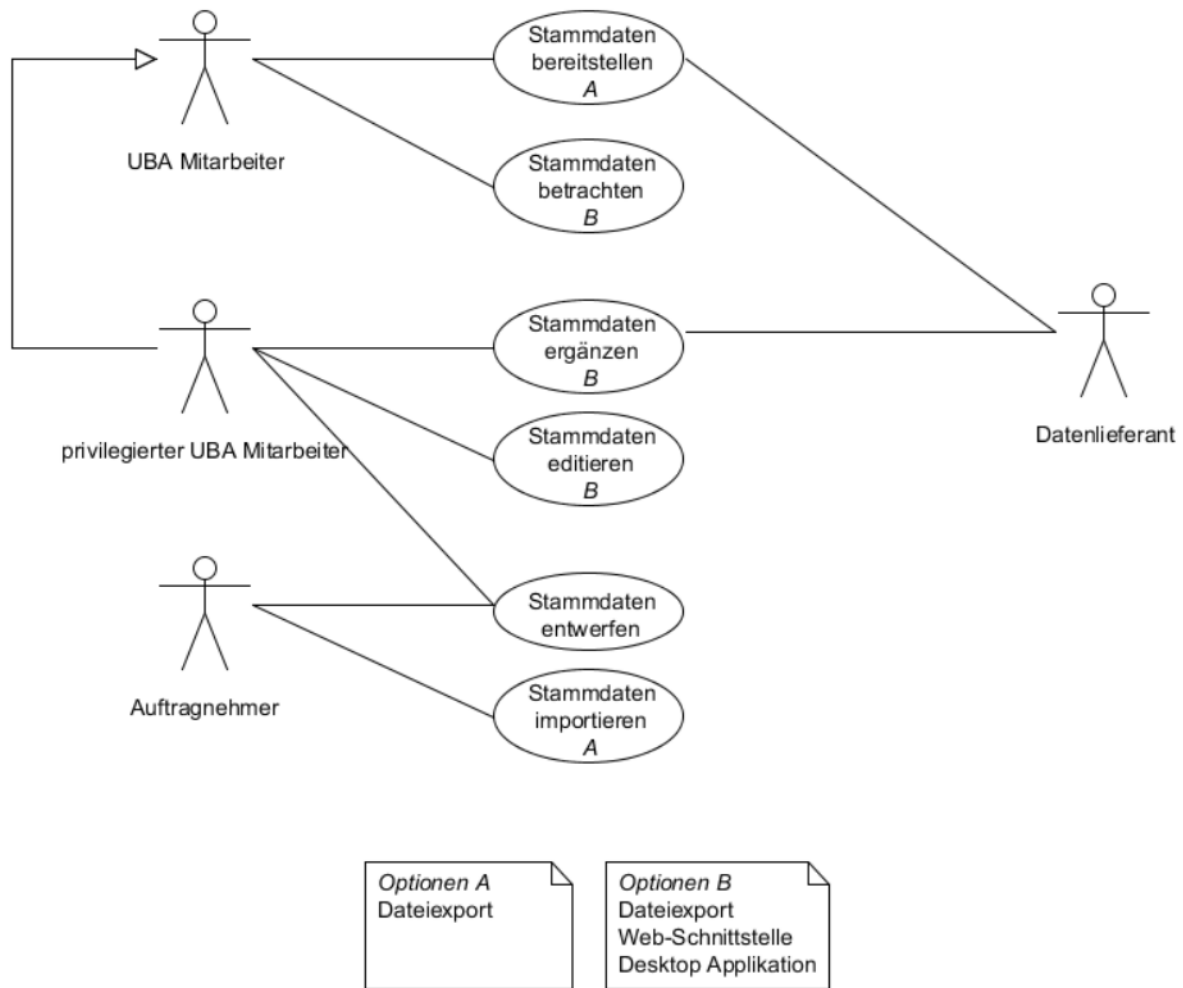 Stammdaten
bereitstellen
A
UBA Mitarbeiter
Stammdaten
betrachten
B
Stammdaten
ergänzen
B
privilegierter UBA Mitarbeiter
Datenlieferant
Stammdaten
editieren
B
Stammdaten
entwerfen
Auftragnehmer
Stammdaten
importieren
A
Optionen A
Dateiexport
Optionen B
Dateiexport
Web-Schnittstelle
Desktop Applikation